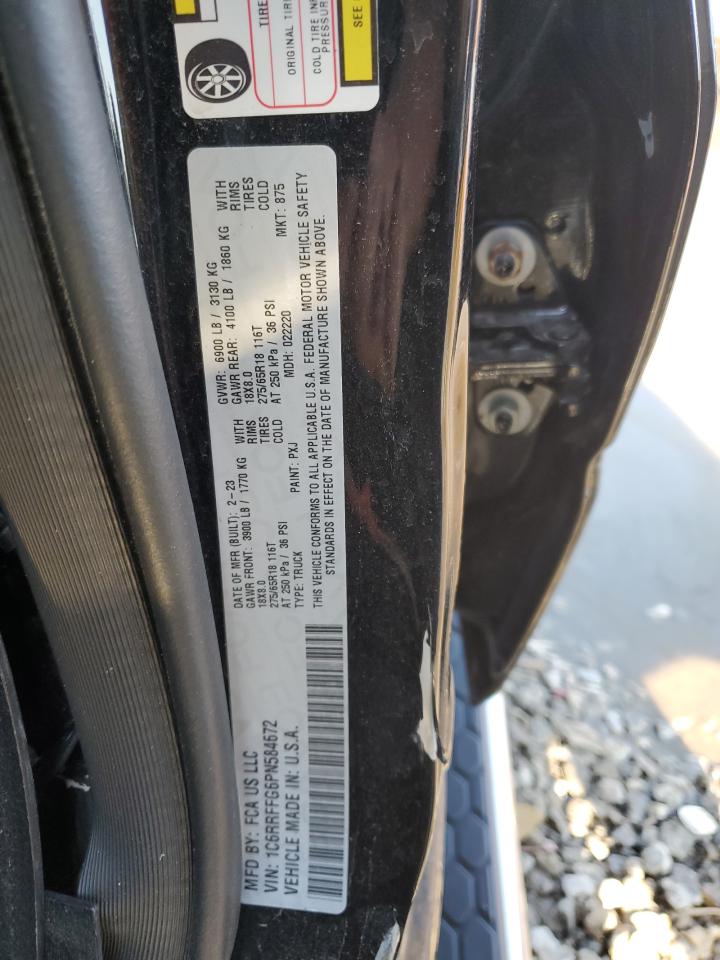 TIRE
ORIGINAL TIRE
COLD TIRE
PRESSURE
SEE
MFD BY: FCA US LLC
VIN: 1C6RRFFG6PN584672
VEHICLE MADE IN: U.S.A.
DATE OF MFR (BUILT): 2-23
GAWR FRONT: 3900 LB / 1770 KG WITH
18X8.0 RIMS
275/65R18 116T TIRES
AT 250 kPa / 36 PSI COLD
TYPE: TRUCK PAINT: PXJ
GVWR: 6900 LB / 3130 KG
GAWR REAR: 4100 LB / 1860 KG WITH
18X8.0 RIMS
275/65R18 116T TIRES
AT 250 kPa / 36 PSI COLD
MDH: 022220 MKT: 875
THIS VEHICLE CONFORMS TO ALL APPLICABLE U.S.A. FEDERAL MOTOR VEHICLE SAFETY
STANDARDS IN EFFECT ON THE DATE OF MANUFACTURE SHOWN ABOVE.